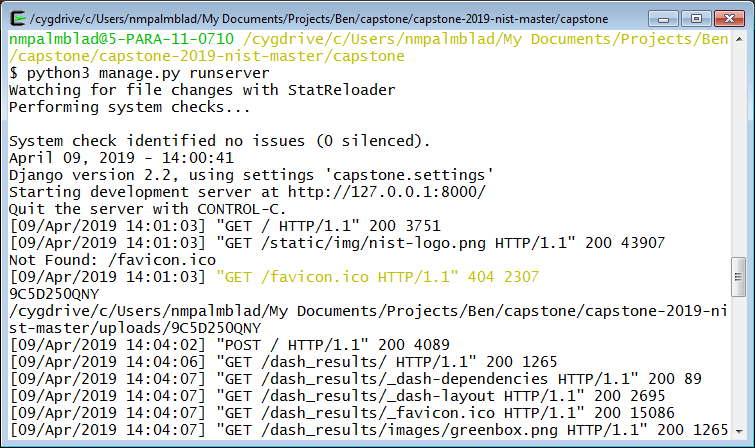 /cygdrive/c/Users/nmpalmblad/My Documents/Projects/Ben/capstone/capstone-2019-nist-master/capstone
nmpalmblad@5-PARA-11-0710 /cygdrive/c/Users/nmpalmblad/My Documents/Projects/Ben
/capstone/capstone-2019-nist-master/capstone
$ python3 manage.py runserver
Watching for file changes with StatReloader
Performing system checks...
System check identified no issues (0 silenced).
April 09, 2019 - 14:00:41
Django version 2.2, using settings 'capstone.settings'
Starting development server at http://127.0.0.1:8000/
Quit the server with CONTROL-C.
[09/Apr/2019 14:01:03] "GET / HTTP/1.1" 200 3751
[09/Apr/2019 14:01:03] "GET /static/img/nist-logo.png HTTP/1.1" 200 43907
Not Found: /favicon.ico
[09/Apr/2019 14:01:03] "GET /favicon.ico HTTP/1.1" 404 2307
9C5D25OQNY
/cygdrive/c/Users/nmpalmblad/My Documents/Projects/Ben/capstone/capstone-2019-ni
st-master/uploads/9C5D25OQNY
[09/Apr/2019 14:04:02] "POST / HTTP/1.1" 200 4089
[09/Apr/2019 14:04:06] "GET /dash_results/ HTTP/1.1" 200 1265
[09/Apr/2019 14:04:07] "GET /dash_results/_dash-dependencies HTTP/1.1" 200 89
[09/Apr/2019 14:04:07] "GET /dash_results/_dash-layout HTTP/1.1" 200 2695
[09/Apr/2019 14:04:07] "GET /dash_results/_favicon.ico HTTP/1.1" 200 15086
[09/Apr/2019 14:04:07] "GET /dash_results/images/greenbox.png HTTP/1.1" 200 1265